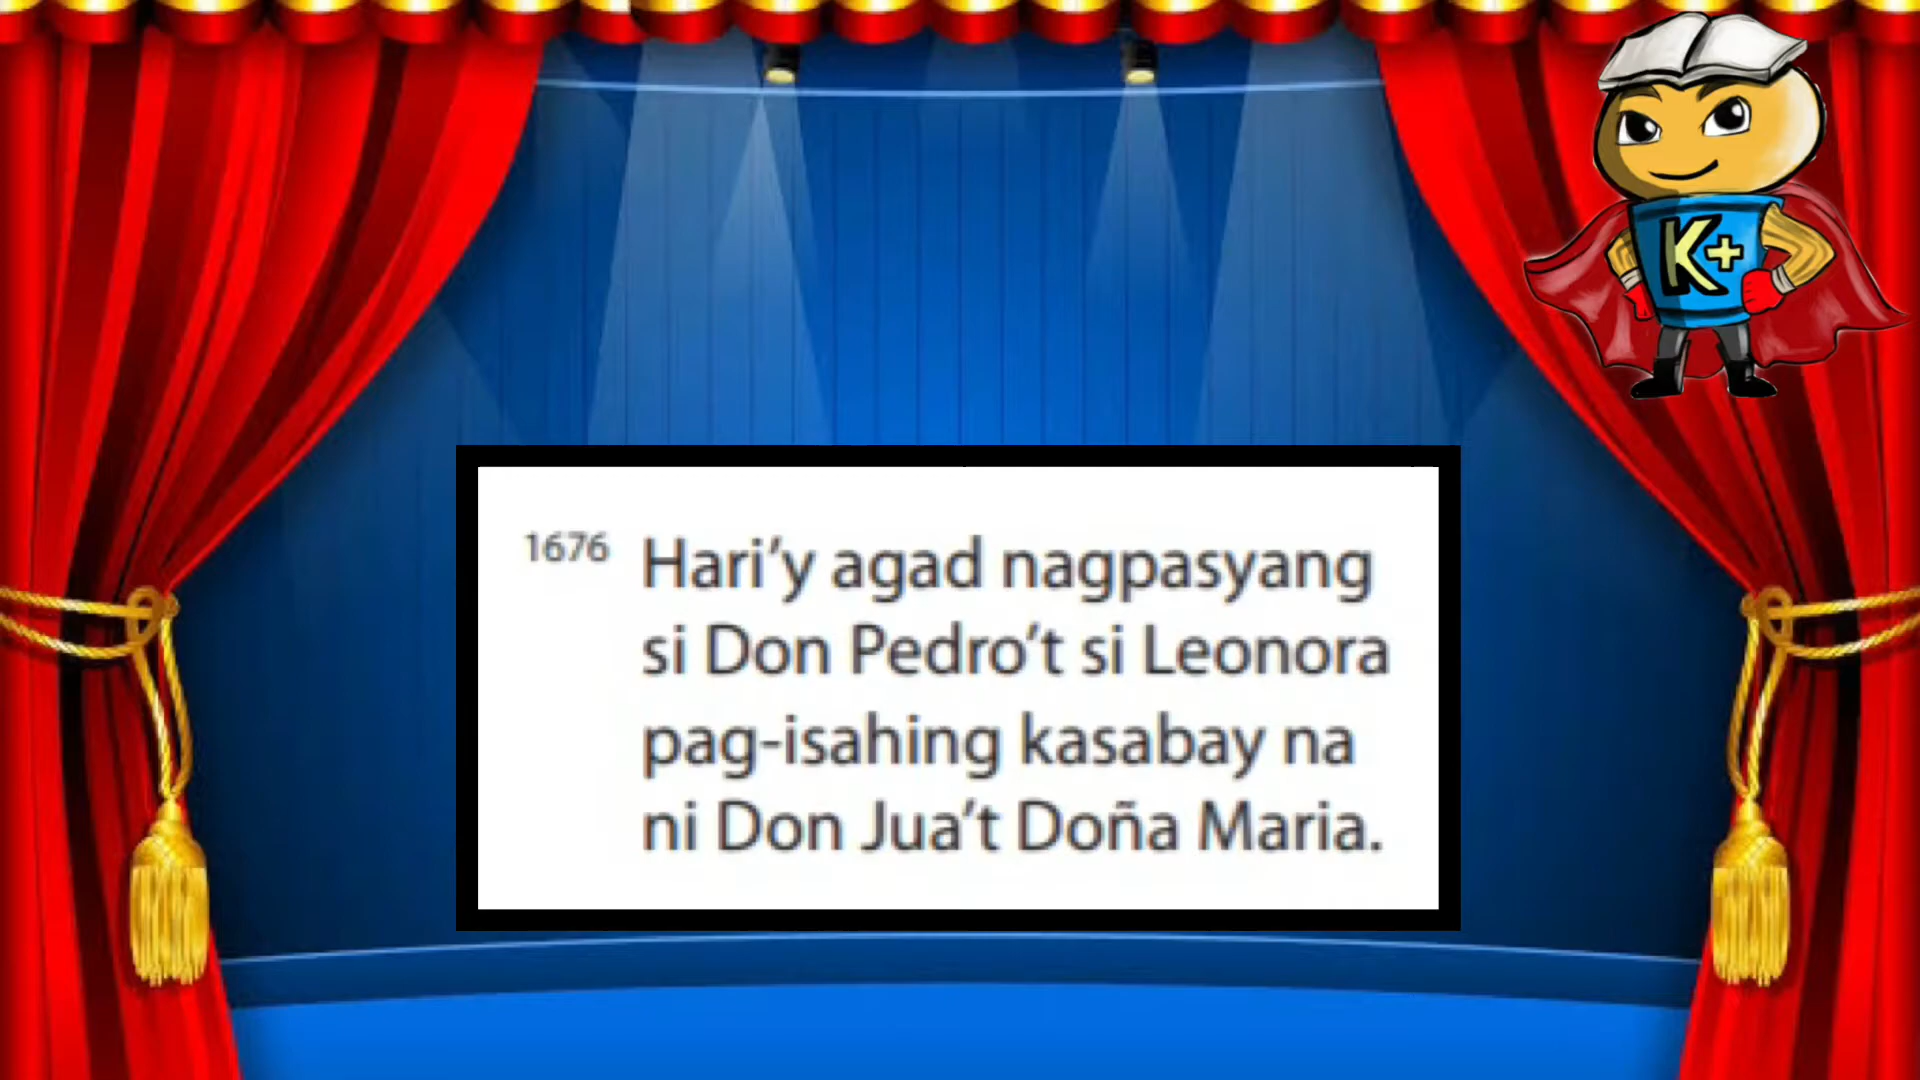 K+
1676 Hari’y agad nagpasyang
si Don Pedro’t si Leonora
pag-isahing kasabay na
ni Don Jua’t Doña Maria.